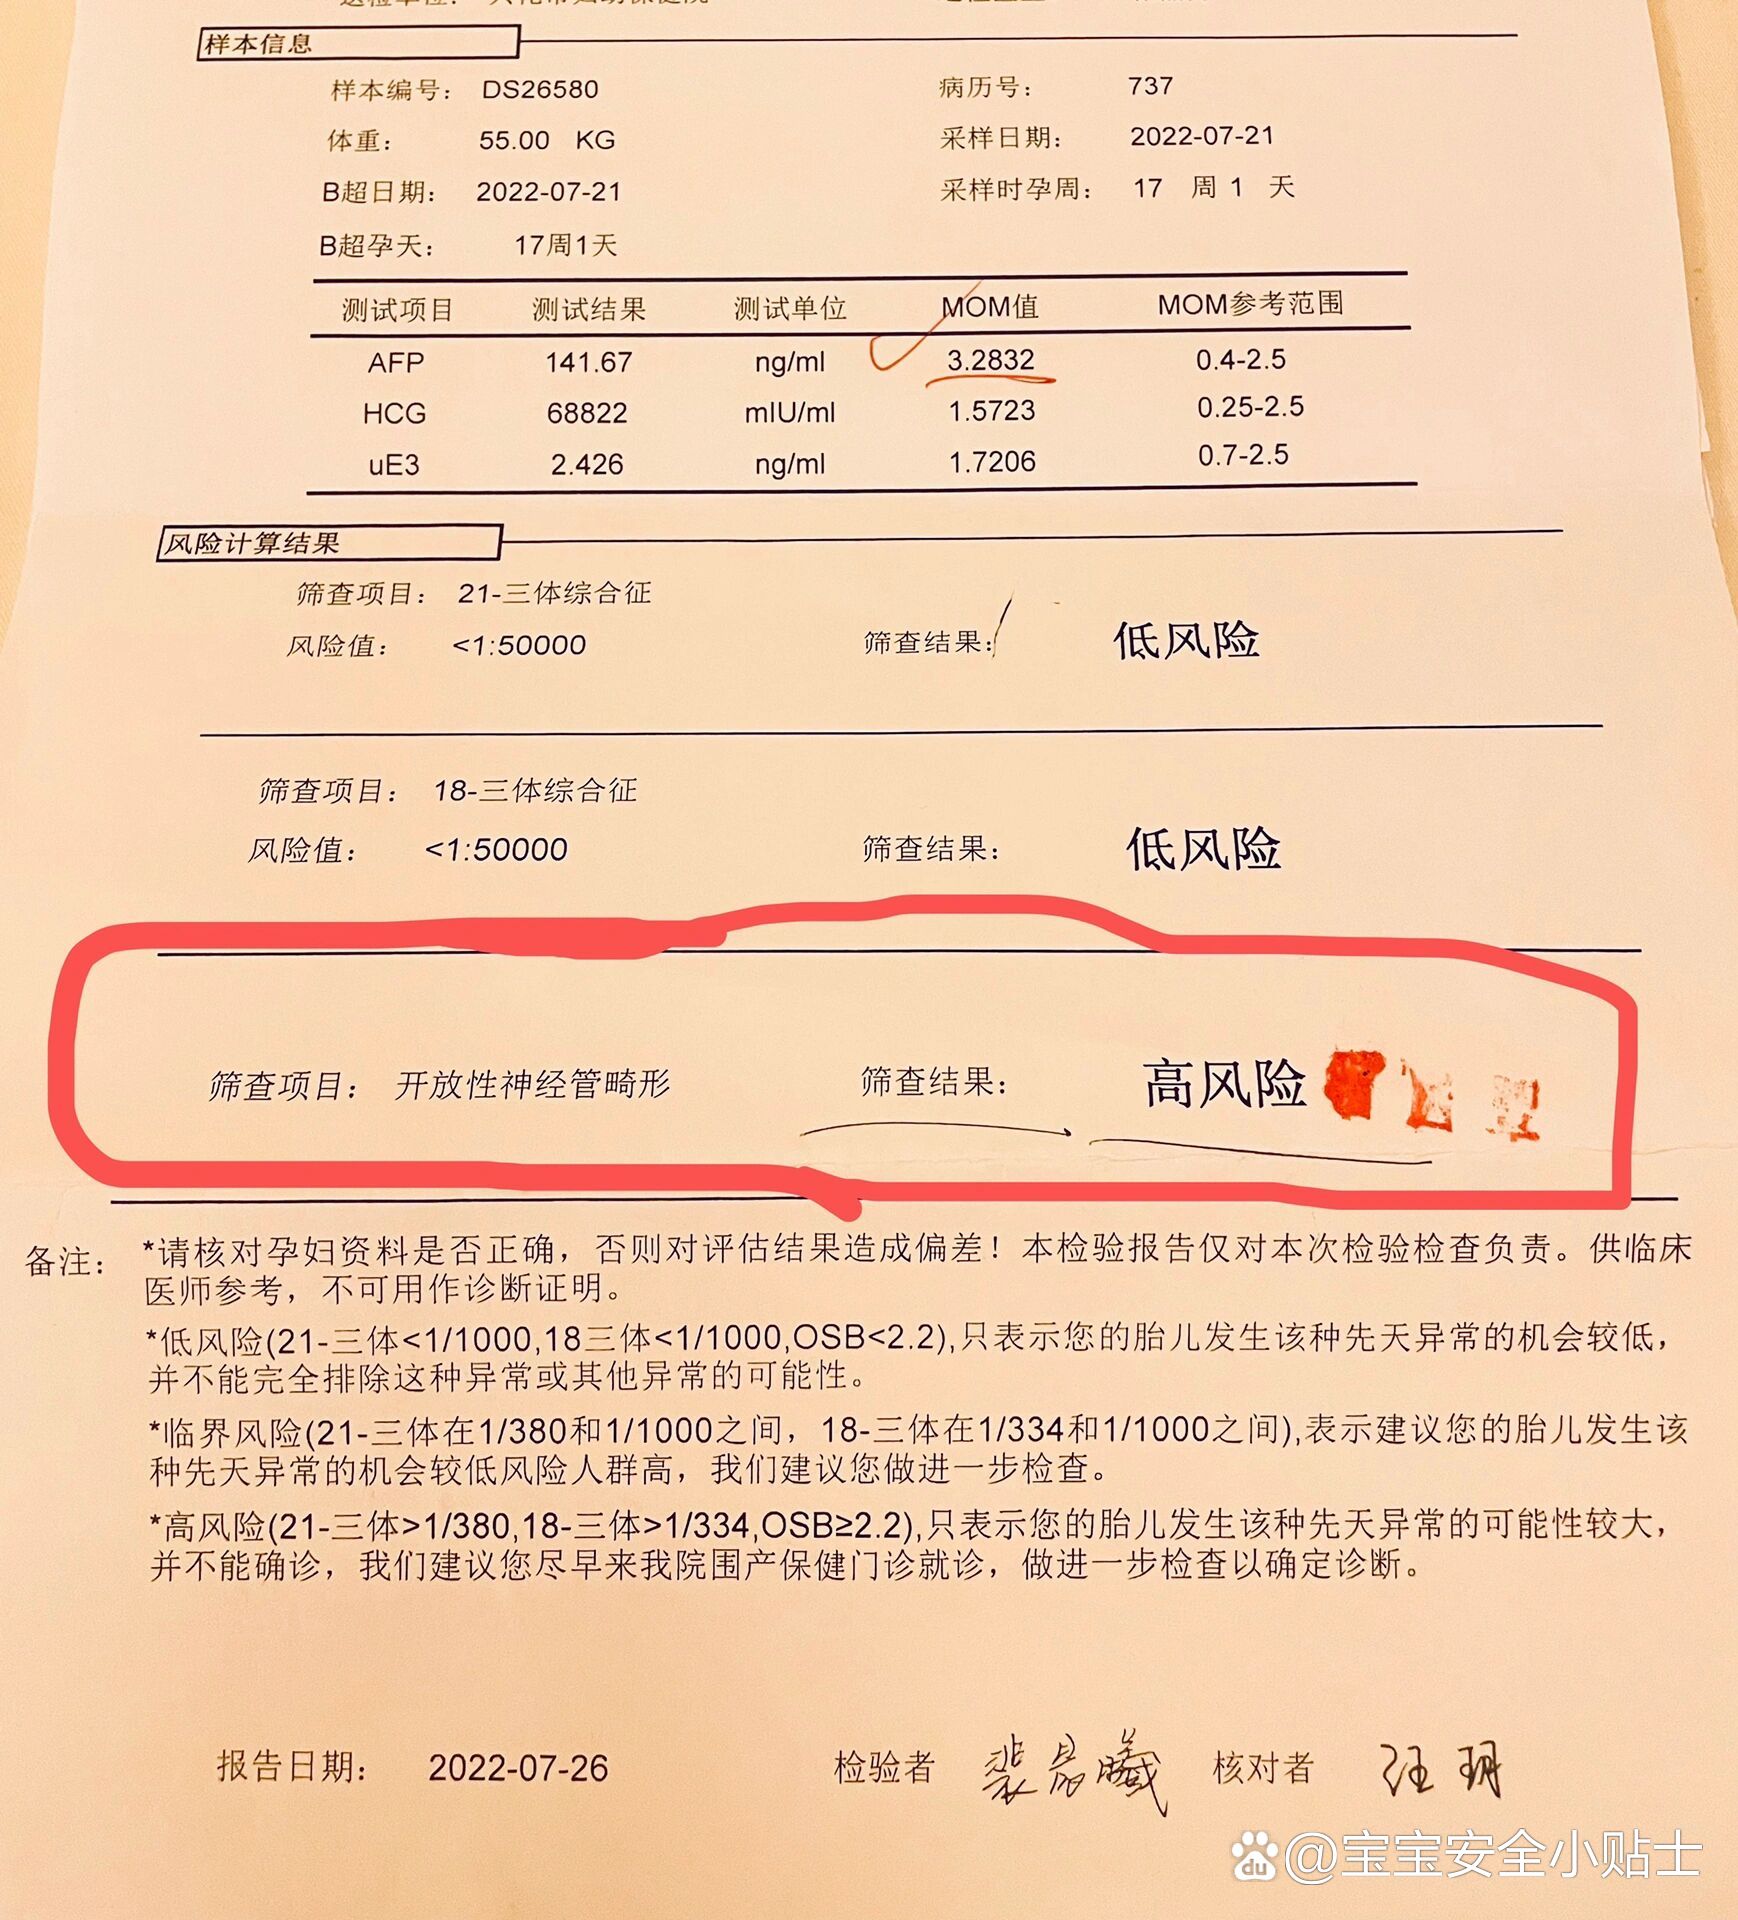 样本信息
样本编号： DS26580 病历号： 737
体重： 55.00 KG 采样日期： 2022-07-21
B超日期： 2022-07-21 采样时孕周： 17 周 1 天
B超孕天： 17周1天
测试项目 测试结果 测试单位 MOM值 MOM参考范围
AFP 141.67 ng/ml 3.2832 0.4-2.5
HCG 68822 mIU/ml 1.5723 0.25-2.5
uE3 2.426 ng/ml 1.7206 0.7-2.5
风险计算结果
筛查项目： 21-三体综合征
风险值： <1:50000 筛查结果： 低风险
筛查项目： 18-三体综合征
风险值： <1:50000 筛查结果： 低风险
筛查项目： 开放性神经管畸形 筛查结果： 高风险
备注： *请核对孕妇资料是否正确，否则对评估结果造成偏差！本检验报告仅对本次检验检查负责。供临床
医师参考，不可用作诊断证明。
*低风险(21-三体<1/1000,18三体<1/1000,OSB<2.2),只表示您的胎儿发生该种先天异常的机会较低，
并不能完全排除这种异常或其他异常的可能性。
*临界风险(21-三体在1/380和1/1000之间，18-三体在1/334和1/1000之间),表示建议您的胎儿发生该
种先天异常的机会较低风险人群高，我们建议您做进一步检查。
*高风险(21-三体>1/380,18-三体>1/334,OSB≥2.2),只表示您的胎儿发生该种先天异常的可能性较大，
并不能确诊，我们建议您尽早来我院围产保健门诊就诊，做进一步检查以确定诊断。
报告日期： 2022-07-26 检验者 核对者 汪玥
du @宝宝安全小贴士